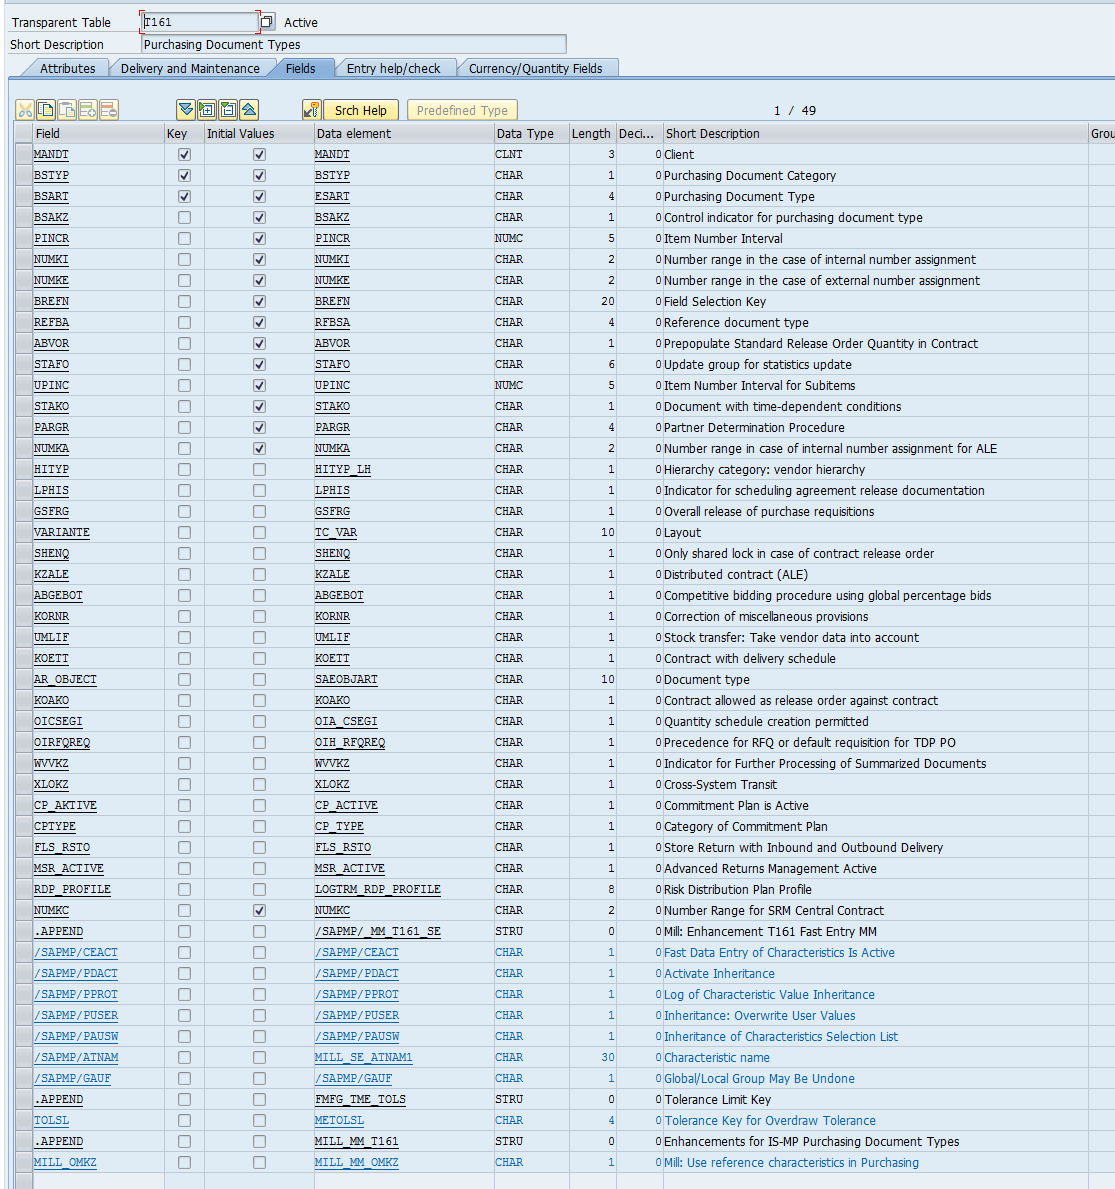 Transparent Table T161 Active
Short Description Purchasing Document Types
Attributes Delivery and Maintenance Fields Entry help/check Currency/Quantity Fields
Srch Help Predefined Type 1 / 49
Field Key Initial Values Data element Data Type Length Deci... Short Description Grou
MANDT MANDT CLNT 3 0 Client
BSTYP BSTYP CHAR 1 0 Purchasing Document Category
BSART ESART CHAR 4 0 Purchasing Document Type
BSAKZ BSAKZ CHAR 1 0 Control indicator for purchasing document type
PINCR PINCR NUMC 5 0 Item Number Interval
NUMKI NUMKI CHAR 2 0 Number range in the case of internal number assignment
NUMKE NUMKE CHAR 2 0 Number range in the case of external number assignment
BREFN BREFN CHAR 20 0 Field Selection Key
REFBA RFBSA CHAR 4 0 Reference document type
ABVOR ABVOR CHAR 1 0 Prepopulate Standard Release Order Quantity in Contract
STAFO STAFO CHAR 6 0 Update group for statistics update
UPINC UPINC NUMC 5 0 Item Number Interval for Subitems
STAKO STAKO CHAR 1 0 Document with time-dependent conditions
PARGR PARGR CHAR 4 0 Partner Determination Procedure
NUMKA NUMKA CHAR 2 0 Number range in case of internal number assignment for ALE
HITYP HITYP_LH CHAR 1 0 Hierarchy category: vendor hierarchy
LPHIS LPHIS CHAR 1 0 Indicator for scheduling agreement release documentation
GSFRG GSFRG CHAR 1 0 Overall release of purchase requisitions
VARIANTE TC_VAR CHAR 10 0 Layout
SHENQ SHENQ CHAR 1 0 Only shared lock in case of contract release order
KZALE KZALE CHAR 1 0 Distributed contract (ALE)
ABGEBOT ABGEBOT CHAR 1 0 Competitive bidding procedure using global percentage bids
KORNR KORNR CHAR 1 0 Correction of miscellaneous provisions
UMLIF UMLIF CHAR 1 0 Stock transfer: Take vendor data into account
KOETT KOETT CHAR 1 0 Contract with delivery schedule
AR_OBJECT SAEOBJART CHAR 10 0 Document type
KOAKO KOAKO CHAR 1 0 Contract allowed as release order against contract
OICSEGI OIA_CSEGI CHAR 1 0 Quantity schedule creation permitted
OIRFQREQ OIH_RFQREQ CHAR 1 0 Precedence for RFQ or default requisition for TDP PO
WVVKZ WVVKZ CHAR 1 0 Indicator for Further Processing of Summarized Documents
XLOKZ XLOKZ CHAR 1 0 Cross-System Transit
CP_AKTIVE CP_ACTIVE CHAR 1 0 Commitment Plan is Active
CPTYPE CP_TYPE CHAR 1 0 Category of Commitment Plan
FLS_RSTO FLS_RSTO CHAR 1 0 Store Return with Inbound and Outbound Delivery
MSR_ACTIVE MSR_ACTIVE CHAR 1 0 Advanced Returns Management Active
RDP_PROFILE LOGTRM_RDP_PROFILE CHAR 8 0 Risk Distribution Plan Profile
NUMKC NUMKC CHAR 2 0 Number Range for SRM Central Contract
.APPEND /SAPMP/_MM_T161_SE STRU 0 0 Mill: Enhancement T161 Fast Entry MM
/SAPMP/CEACT /SAPMP/CEACT CHAR 1 0 Fast Data Entry of Characteristics Is Active
/SAPMP/PDACT /SAPMP/PDACT CHAR 1 0 Activate Inheritance
/SAPMP/PPROT /SAPMP/PPROT CHAR 1 0 Log of Characteristic Value Inheritance
/SAPMP/PUSER /SAPMP/PUSER CHAR 1 0 Inheritance: Overwrite User Values
/SAPMP/PAUSW /SAPMP/PAUSW CHAR 1 0 Inheritance of Characteristics Selection List
/SAPMP/ATNAM MILL_SE_ATNAM1 CHAR 30 0 Characteristic name
/SAPMP/GAUF /SAPMP/GAUF CHAR 1 0 Global/Local Group May Be Undone
.APPEND FMFG_TME_TOLS STRU 0 0 Tolerance Limit Key
TOLSL METOLSL CHAR 4 0 Tolerance Key for Overdraw Tolerance
.APPEND MILL_MM_T161 STRU 0 0 Enhancements for IS-MP Purchasing Document Types
MILL_OMKZ MILL_MM_OMKZ CHAR 1 0 Mill: Use reference characteristics in Purchasing